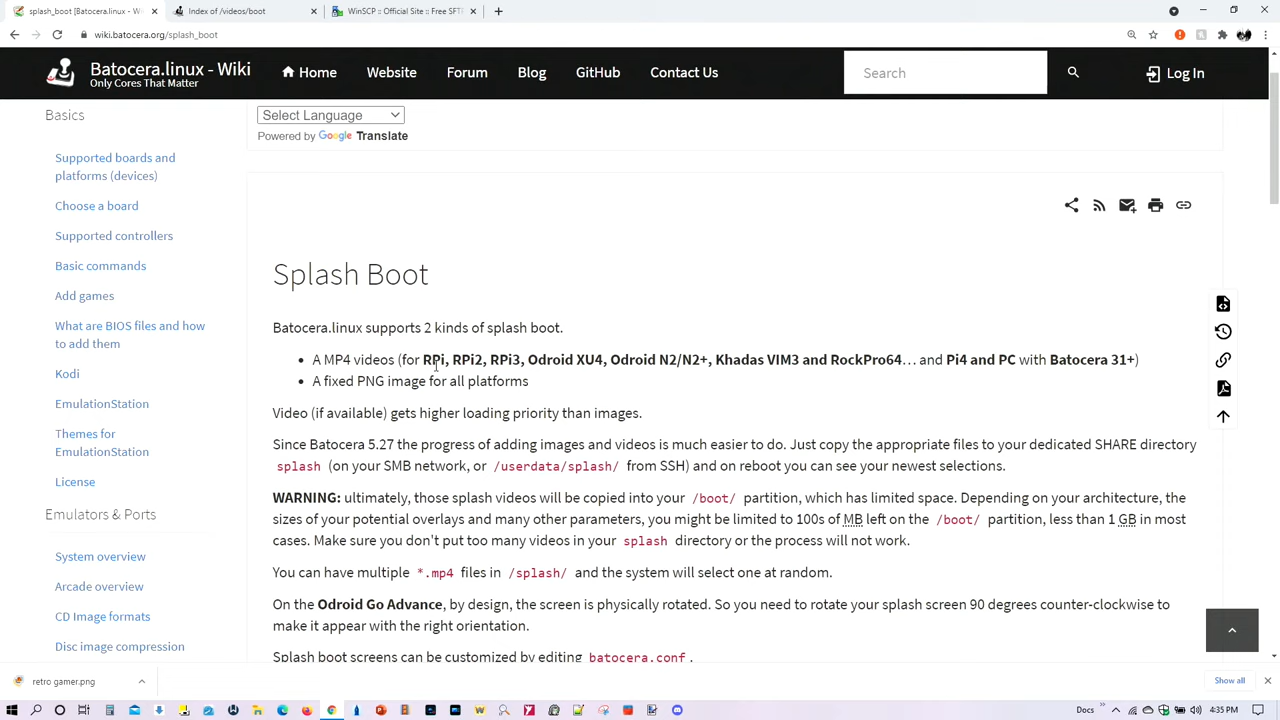 splash_boot [Batocera.linux - Wi
Index of /videos/boot
WinSCP :: Official Site :: Free SFT
wiki.batocera.org/splash_boot
Batocera.linux - Wiki
Only Cores That Matter
Home
Website
Forum
Blog
GitHub
Contact Us
Search
Log In
Basics
Supported boards and
platforms (devices)
Choose a board
Supported controllers
Basic commands
Add games
What are BIOS files and how
to add them?
Kodi
EmulationStation
Themes for
EmulationStation
License
Emulators & Ports
System overview
Arcade overview
CD Image formats
Disc image compression
Select Language
Powered by Google Translate
Splash Boot
Batocera.linux supports 2 kinds of splash boot.
• A MP4 videos (for RPi, RPi2, RPi3, Odroid XU4, Odroid N2/N2+, Khadas VIM3 and RockPro64... and Pi4 and PC with Batocera 31+)
• A fixed PNG image for all platforms
Video (if available) gets higher loading priority than images.
Since Batocera 5.27 the progress of adding images and videos is much easier to do. Just copy the appropriate files to your dedicated SHARE directory
splash (on your SMB network, or /userdata/splash/ from SSH) and on reboot you can see your newest selections.
WARNING: ultimately, those splash videos will be copied into your /boot/ partition, which has limited space. Depending on your architecture, the
sizes of your potential overlays and many other parameters, you might be limited to 100s of MB left on the /boot/ partition, less than 1 GB in most
cases. Make sure you don't put too many videos in your splash directory or the process will not work.
You can have multiple *.mp4 files in /splash/ and the system will select one at random.
On the Odroid Go Advance, by design, the screen is physically rotated. So you need to rotate your splash screen 90 degrees counter-clockwise to
make it appear with the right orientation.
Splash boot screens can be customized by editing batocera.conf.
retro gamer.png
Show all
Docs
4:35 PM